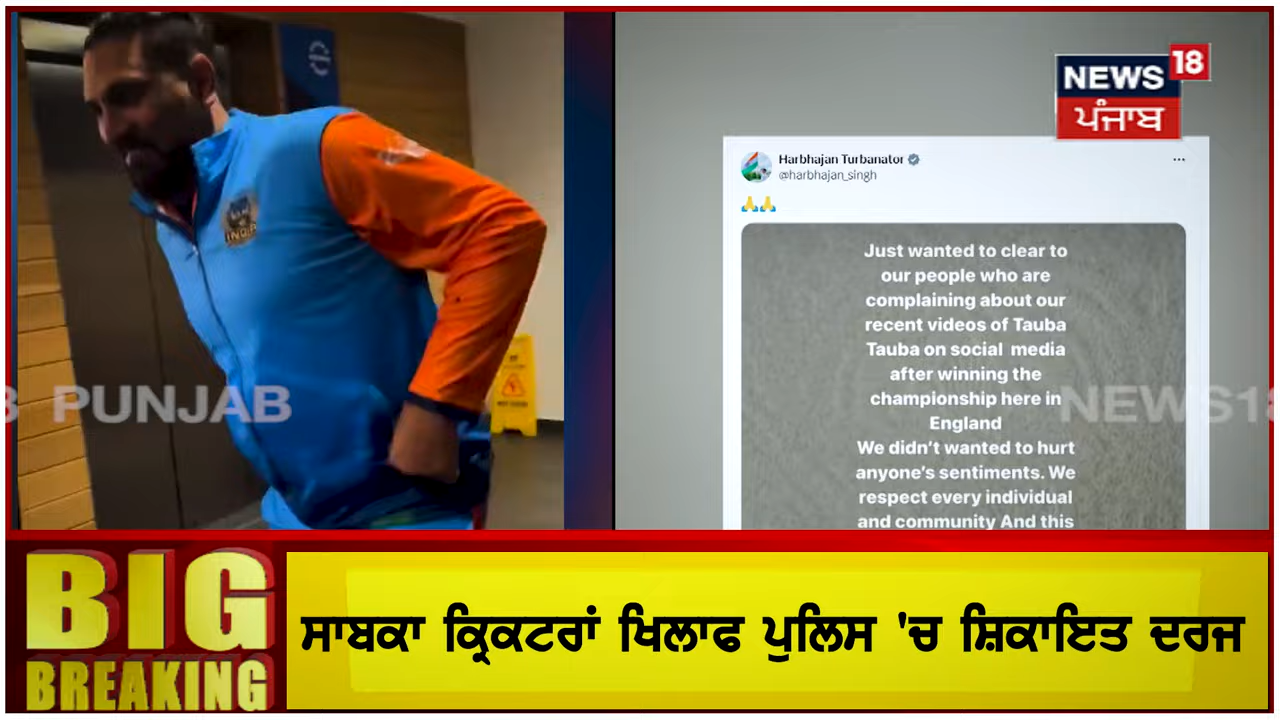 NEWS 18
ਪੰਜਾਬ
Harbhajan Turbanator
@harbhajan_singh
🙏🙏
Just wanted to clear to
our people who are
complaining about our
recent videos of Tauba
Tauba on social media
after winning the
championship here in
England
We didn't wanted to hurt
anyone's sentiments. We
respect every individual
and community And this
INDIA
8 PUNJAB
NEWS18
BIG
BREAKING
ਸਾਬਕਾ ਕ੍ਰਿਕਟਰਾਂ ਖਿਲਾਫ ਪੁਲਿਸ 'ਚ ਸ਼ਿਕਾਇਤ ਦਰਜ